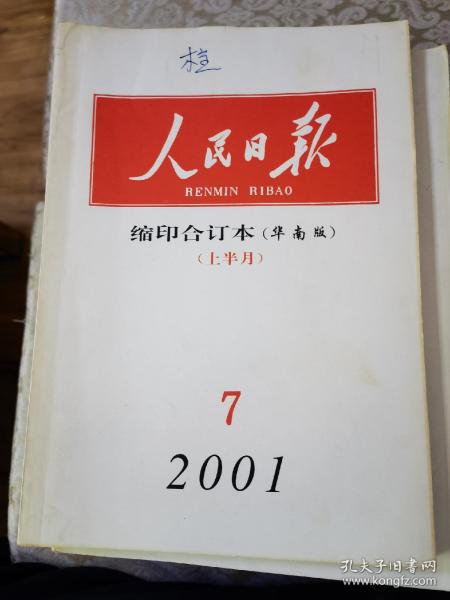 柱
人民日报
RENMIN RIBAO
缩印合订本(华南版)
(上半月)
7
2001
孔夫子旧书网
www.kongfz.com